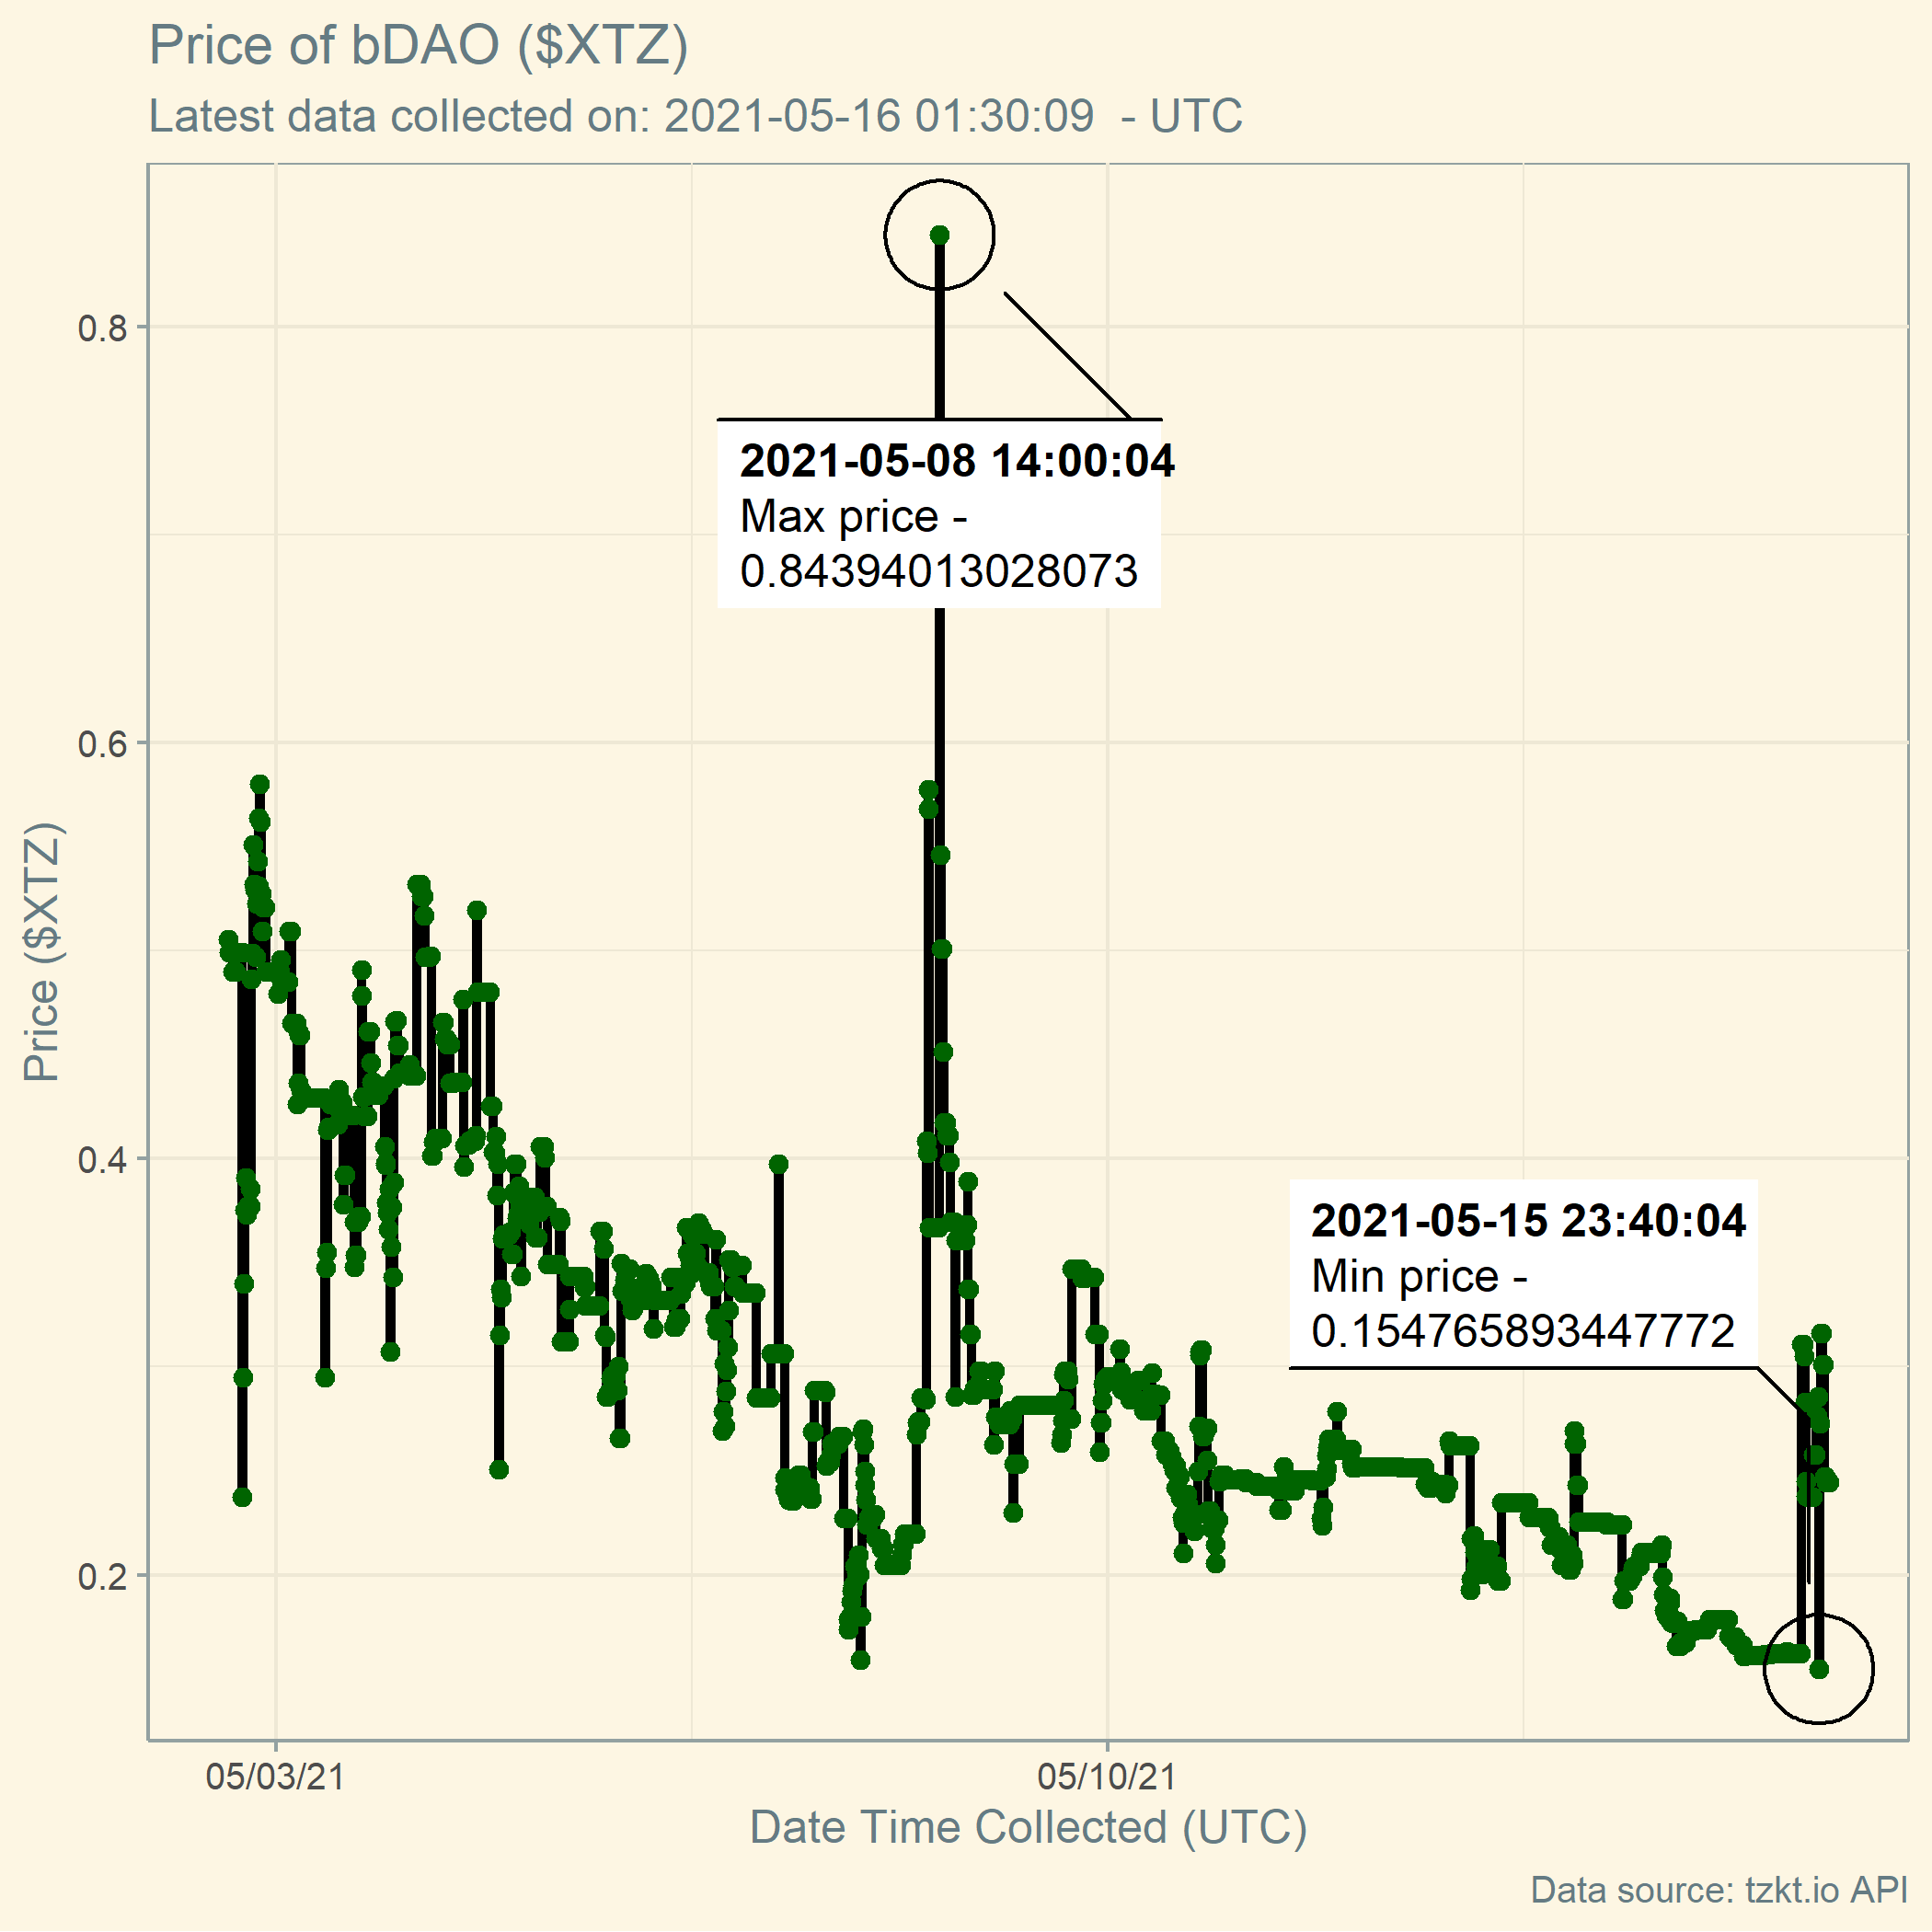 Price of bDAO ($XTZ)
Latest data collected on: 2021-05-16 01:30:09  - UTC
0.8
0.6
0.4
0.2
Price ($XTZ)
2021-05-08 14:00:04
Max price -
0.84394013028073
2021-05-15 23:40:04
Min price -
0.154765893447772
05/03/21
05/10/21
Date Time Collected (UTC)
Data source: tzkt.io API